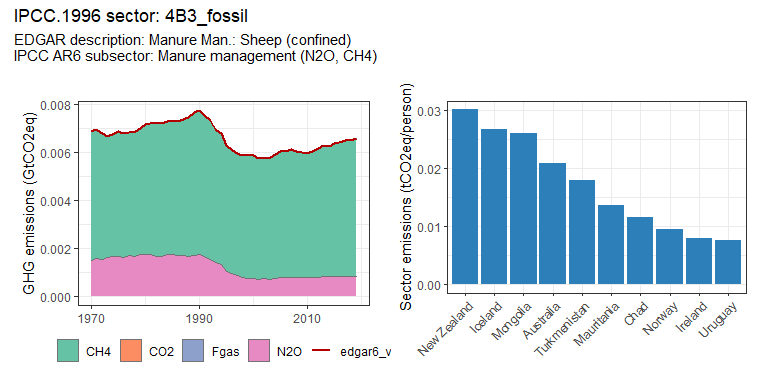 IPCC.1996 sector: 4B3_fossil
EDGAR description: Manure Man.: Sheep (confined)
IPCC AR6 subsector: Manure management (N2O, CH4)
GHG emissions (GtCO2eq)
0.008
0.006
0.004
0.002
0.000
1970
1990
2010
CH4
CO2
Fgas
N2O
edgar6_v
Sector emissions (tCO2eq/person)
0.03
0.02
0.01
0.00
New Zealand
Iceland
Mongolia
Australia
Turkmenistan
Mauritania
Chad
Norway
Ireland
Uruguay